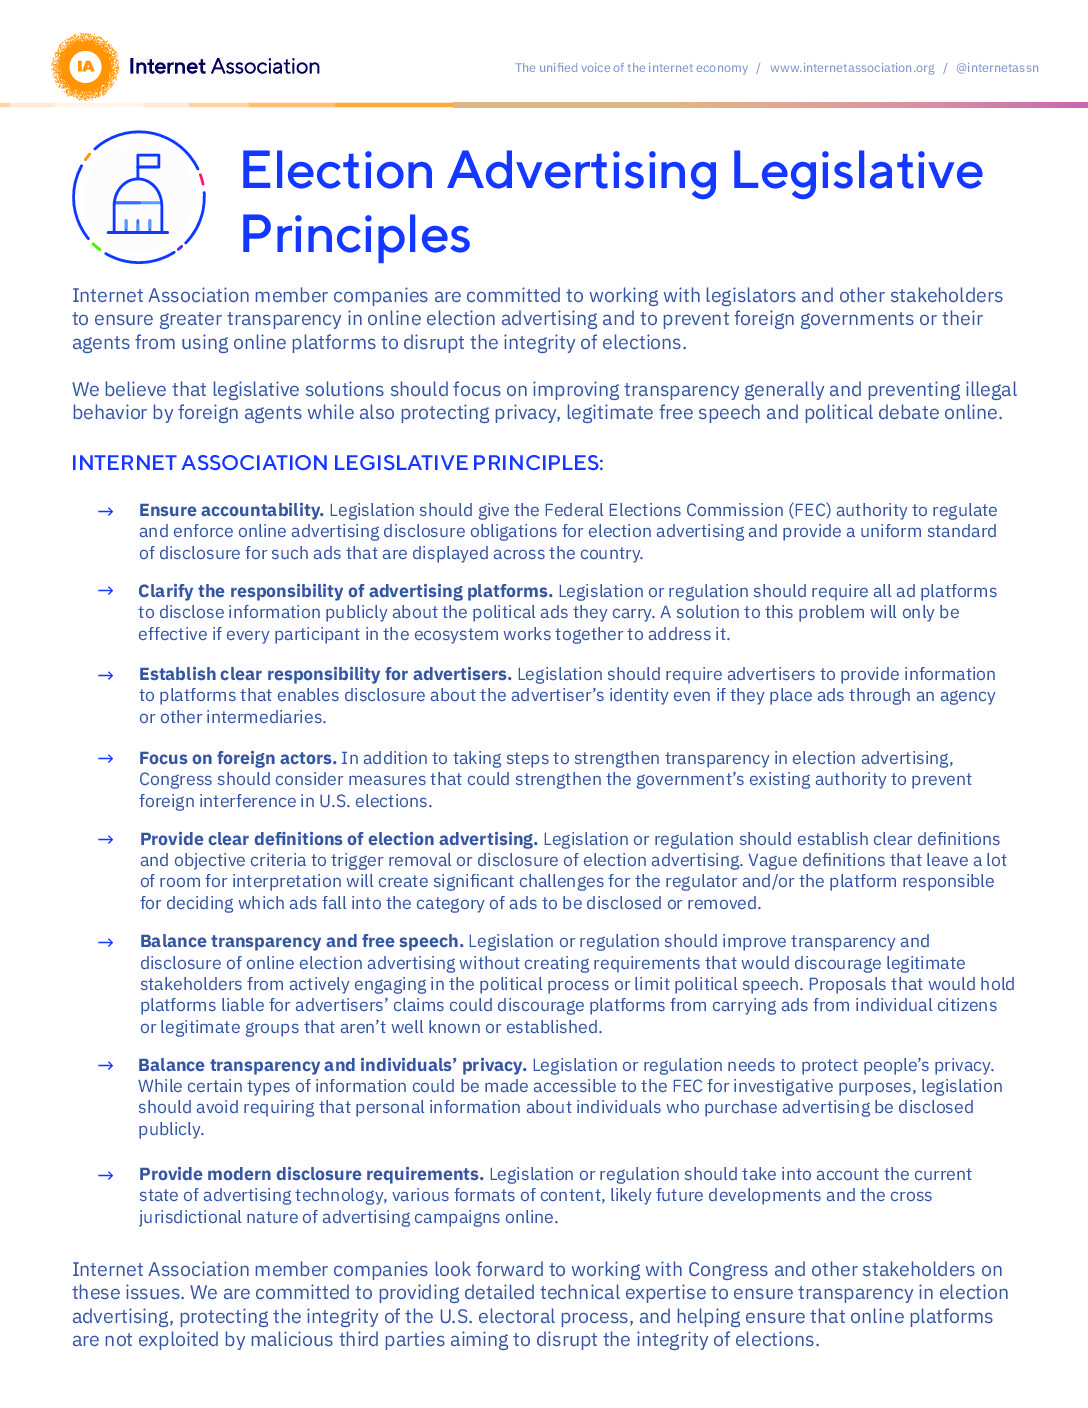 IA Internet Association
The unified voice of the internet economy / www.internetassociation.org / @internetassn
Election Advertising Legislative
Principles
Internet Association member companies are committed to working with legislators and other stakeholders
to ensure greater transparency in online election advertising and to prevent foreign governments or their
agents from using online platforms to disrupt the integrity of elections.
We believe that legislative solutions should focus on improving transparency generally and preventing illegal
behavior by foreign agents while also protecting privacy, legitimate free speech and political debate online.
INTERNET ASSOCIATION LEGISLATIVE PRINCIPLES:
→ Ensure accountability. Legislation should give the Federal Elections Commission (FEC) authority to regulate
and enforce online advertising disclosure obligations for election advertising and provide a uniform standard
of disclosure for such ads that are displayed across the country.
→ Clarify the responsibility of advertising platforms. Legislation or regulation should require all ad platforms
to disclose information publicly about the political ads they carry. A solution to this problem will only be
effective if every participant in the ecosystem works together to address it.
→ Establish clear responsibility for advertisers. Legislation should require advertisers to provide information
to platforms that enables disclosure about the advertiser’s identity even if they place ads through an agency
or other intermediaries.
→ Focus on foreign actors. In addition to taking steps to strengthen transparency in election advertising,
Congress should consider measures that could strengthen the government’s existing authority to prevent
foreign interference in U.S. elections.
→ Provide clear definitions of election advertising. Legislation or regulation should establish clear definitions
and objective criteria to trigger removal or disclosure of election advertising. Vague definitions that leave a lot
of room for interpretation will create significant challenges for the regulator and/or the platform responsible
for deciding which ads fall into the category of ads to be disclosed or removed.
→ Balance transparency and free speech. Legislation or regulation should improve transparency and
disclosure of online election advertising without creating requirements that would discourage legitimate
stakeholders from actively engaging in the political process or limit political speech. Proposals that would hold
platforms liable for advertisers’ claims could discourage platforms from carrying ads from individual citizens
or legitimate groups that aren’t well known or established.
→ Balance transparency and individuals’ privacy. Legislation or regulation needs to protect people’s privacy.
While certain types of information could be made accessible to the FEC for investigative purposes, legislation
should avoid requiring that personal information about individuals who purchase advertising be disclosed
publicly.
→ Provide modern disclosure requirements. Legislation or regulation should take into account the current
state of advertising technology, various formats of content, likely future developments and the cross
jurisdictional nature of advertising campaigns online.
Internet Association member companies look forward to working with Congress and other stakeholders on
these issues. We are committed to providing detailed technical expertise to ensure transparency in election
advertising, protecting the integrity of the U.S. electoral process, and helping ensure that online platforms
are not exploited by malicious third parties aiming to disrupt the integrity of elections.